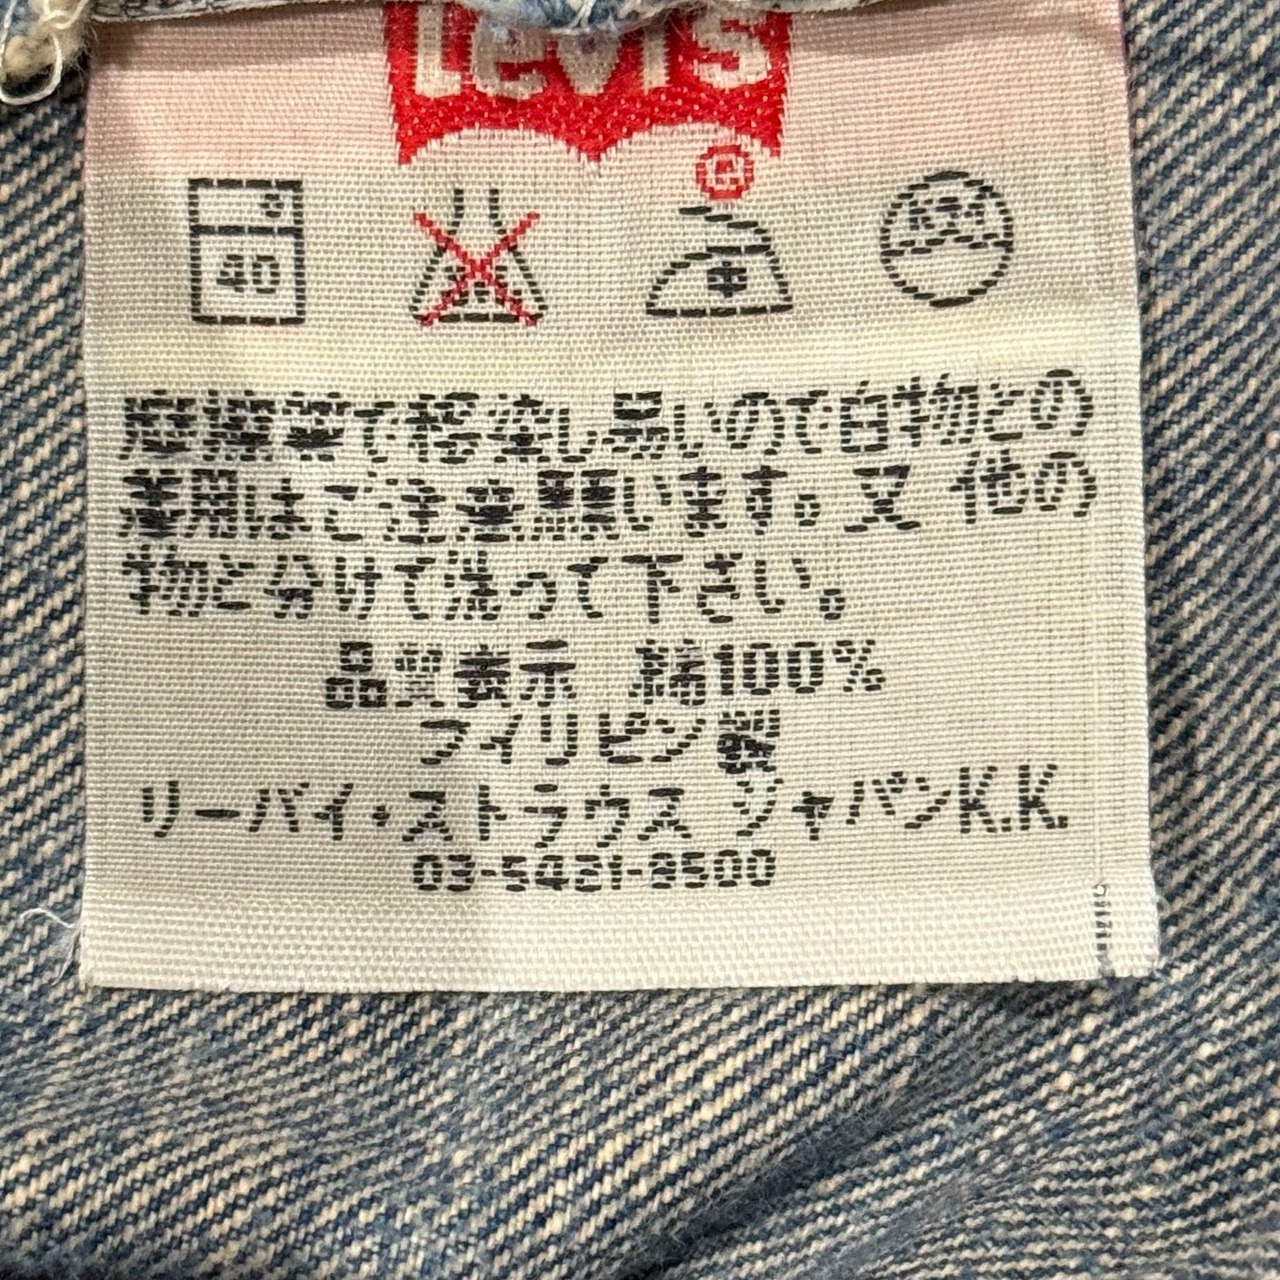 Levi's
R
40
ドライ
摩擦等で移染し易いので白物との
着用はご注意願います。又 他の
物と分けて洗って下さい。
品質表示 綿100%
フィリピン製
リーバイ・ストラウス ジャパンK.K.
03-5421-8500